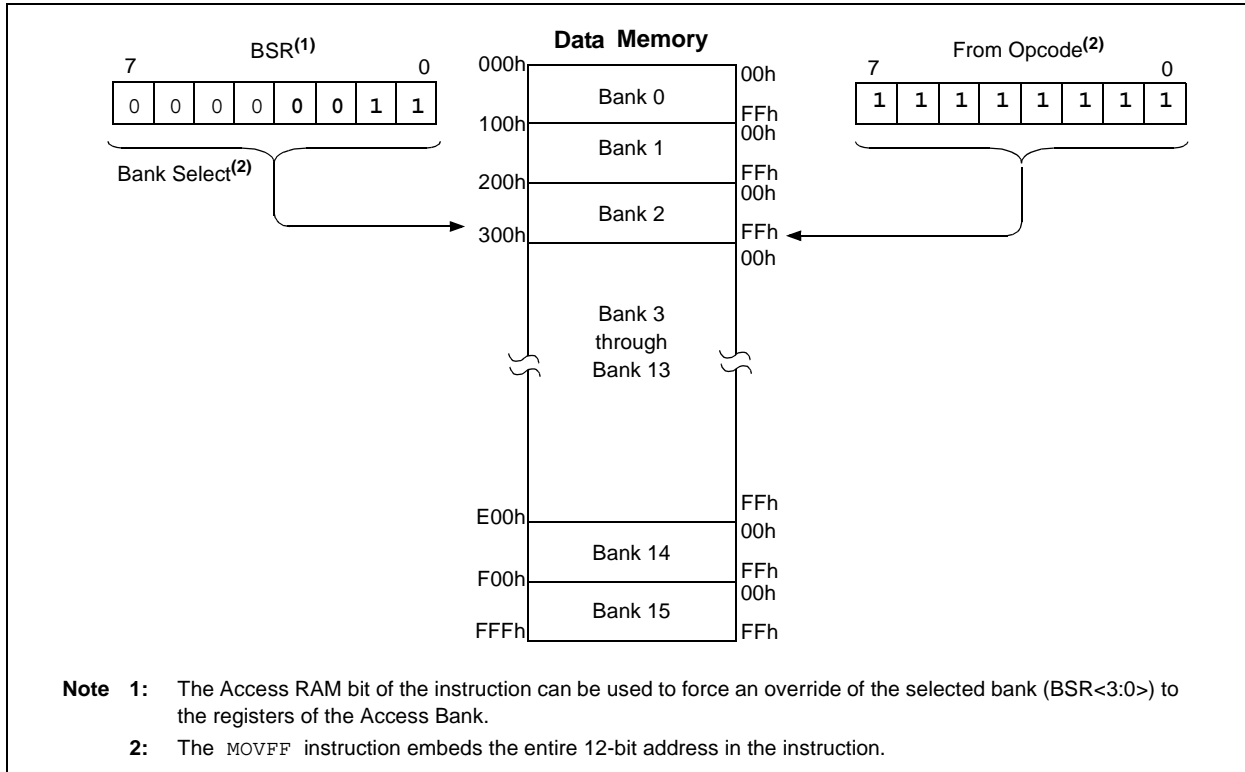 Data Memory
BSR(1)
7 0
0 0 0 0 0 0 1 1
Bank Select(2)
From Opcode(2)
7 0
1 1 1 1 1 1 1 1
000h
00h
Bank 0
FFh
100h
00h
Bank 1
FFh
200h
00h
Bank 2
FFh
300h
00h
Bank 3
through
Bank 13
FFh
E00h
00h
Bank 14
FFh
F00h
00h
Bank 15
FFFh
FFh
Note 1: The Access RAM bit of the instruction can be used to force an override of the selected bank (BSR<3:0>) to
the registers of the Access Bank.
2: The MOVFF instruction embeds the entire 12-bit address in the instruction.